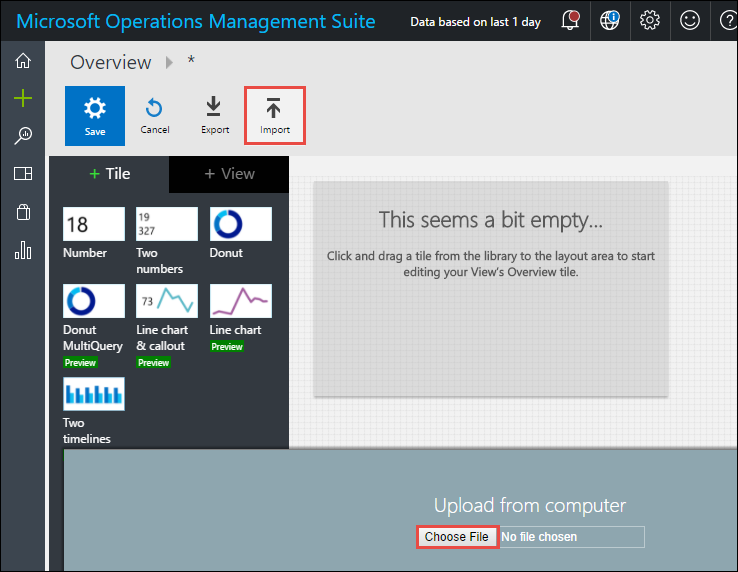 Microsoft Operations Management Suite
Data based on last 1 day
Overview
*
Save
Cancel
Export
Import
+ Tile
+ View
18
19
327
Number
Two
numbers
Donut
73
Donut
MultiQuery
Preview
Line chart
& callout
Preview
Line chart
Preview
Two
timelines
This seems a bit empty...
Click and drag a tile from the library to the layout area to start
editing your View's Overview tile.
Upload from computer
Choose File No file chosen